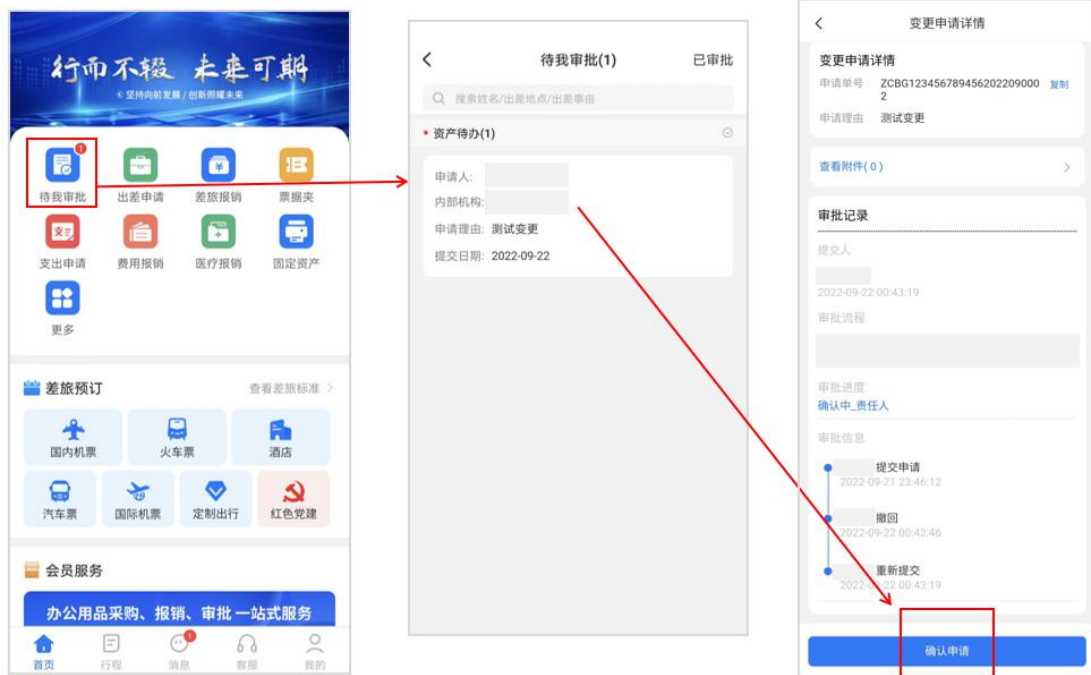 行而不辍 未来可期
坚持向前发展 / 创新照耀未来
1
待我审批
出差申请
差旅报销
票据夹
支出申请
费用报销
医疗报销
固定资产
更多
差旅预订
查看差旅标准 >
国内机票
火车票
酒店
汽车票
国际机票
定制出行
红色党建
会员服务
办公用品采购、报销、审批一站式服务
首页
行程
1
消息
客服
我的
待我审批(1)
已审批
搜索姓名/出差地点/出差事由
资产待办(1)
申请人:
内部机构:
申请理由: 测试变更
提交日期: 2022-09-22
变更申请详情
变更申请详情
申请单号 ZCBG123456789456202209000 复制
2
申请理由 测试变更
查看附件( 0 )
审批记录
提交人
2022-09-22 00:43:19
审批流程
审批进度
确认中_责任人
审批信息
提交申请
2022-09-21 23:46:12
撤回
2022-09-22 00:42:46
重新提交
2022-09-22 00:43:19
确认申请